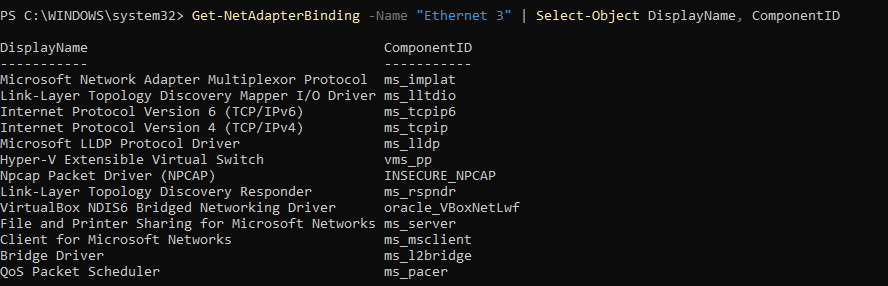 PS C:\WINDOWS\system32> Get-NetAdapterBinding -Name "Ethernet 3" | Select-Object DisplayName, ComponentID
DisplayName ComponentID
----------- -----------
Microsoft Network Adapter Multiplexor Protocol ms_implat
Link-Layer Topology Discovery Mapper I/O Driver ms_lltdio
Internet Protocol Version 6 (TCP/IPv6) ms_tcpip6
Internet Protocol Version 4 (TCP/IPv4) ms_tcpip
Microsoft LLDP Protocol Driver ms_lldp
Hyper-V Extensible Virtual Switch vms_pp
Npcap Packet Driver (NPCAP) INSECURE_NPCAP
Link-Layer Topology Discovery Responder ms_rspndr
VirtualBox NDIS6 Bridged Networking Driver oracle_VBoxNetLwf
File and Printer Sharing for Microsoft Networks ms_server
Client for Microsoft Networks ms_msclient
Bridge Driver ms_l2bridge
QoS Packet Scheduler ms_pacer